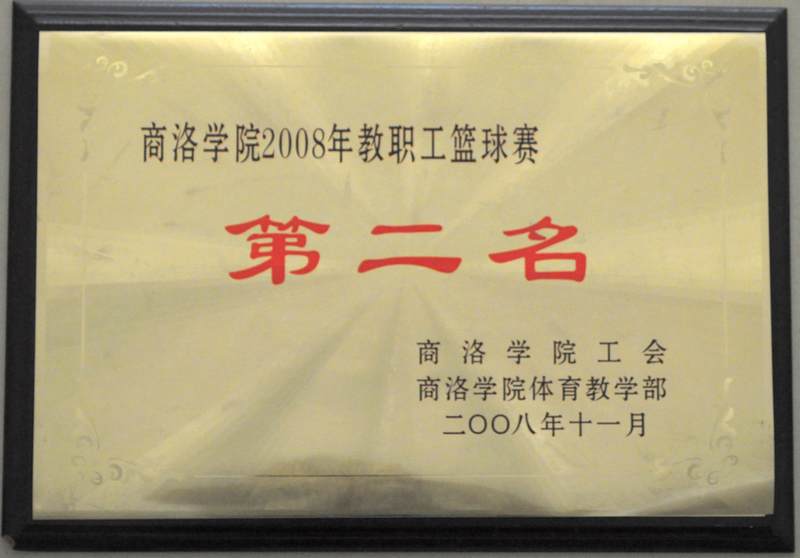 商洛学院2008年教职工篮球赛
第二名
商洛学院工会
商洛学院体育教学部
二〇〇八年十一月